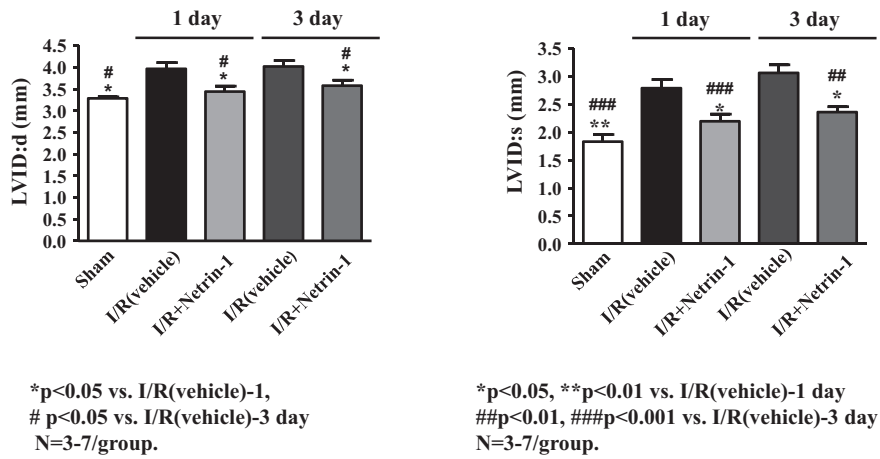 1 day 3 day
4.5
4.0
3.5
3.0
2.5
2.0
1.5
1.0
0.5
0.0
LVID:d (mm)
#
*
#
*
#
*
Sham
I/R(vehicle)
I/R+Netrin-1
I/R(vehicle)
I/R+Netrin-1
*p<0.05 vs. I/R(vehicle)-1,
# p<0.05 vs. I/R(vehicle)-3 day
N=3-7/group.
1 day 3 day
3.5
3.0
2.5
2.0
1.5
1.0
0.5
0.0
LVID:s (mm)
###
**
###
*
##
*
Sham
I/R(vehicle)
I/R+Netrin-1
I/R(vehicle)
I/R+Netrin-1
*p<0.05, **p<0.01 vs. I/R(vehicle)-1 day
##p<0.01, ###p<0.001 vs. I/R(vehicle)-3 day
N=3-7/group.